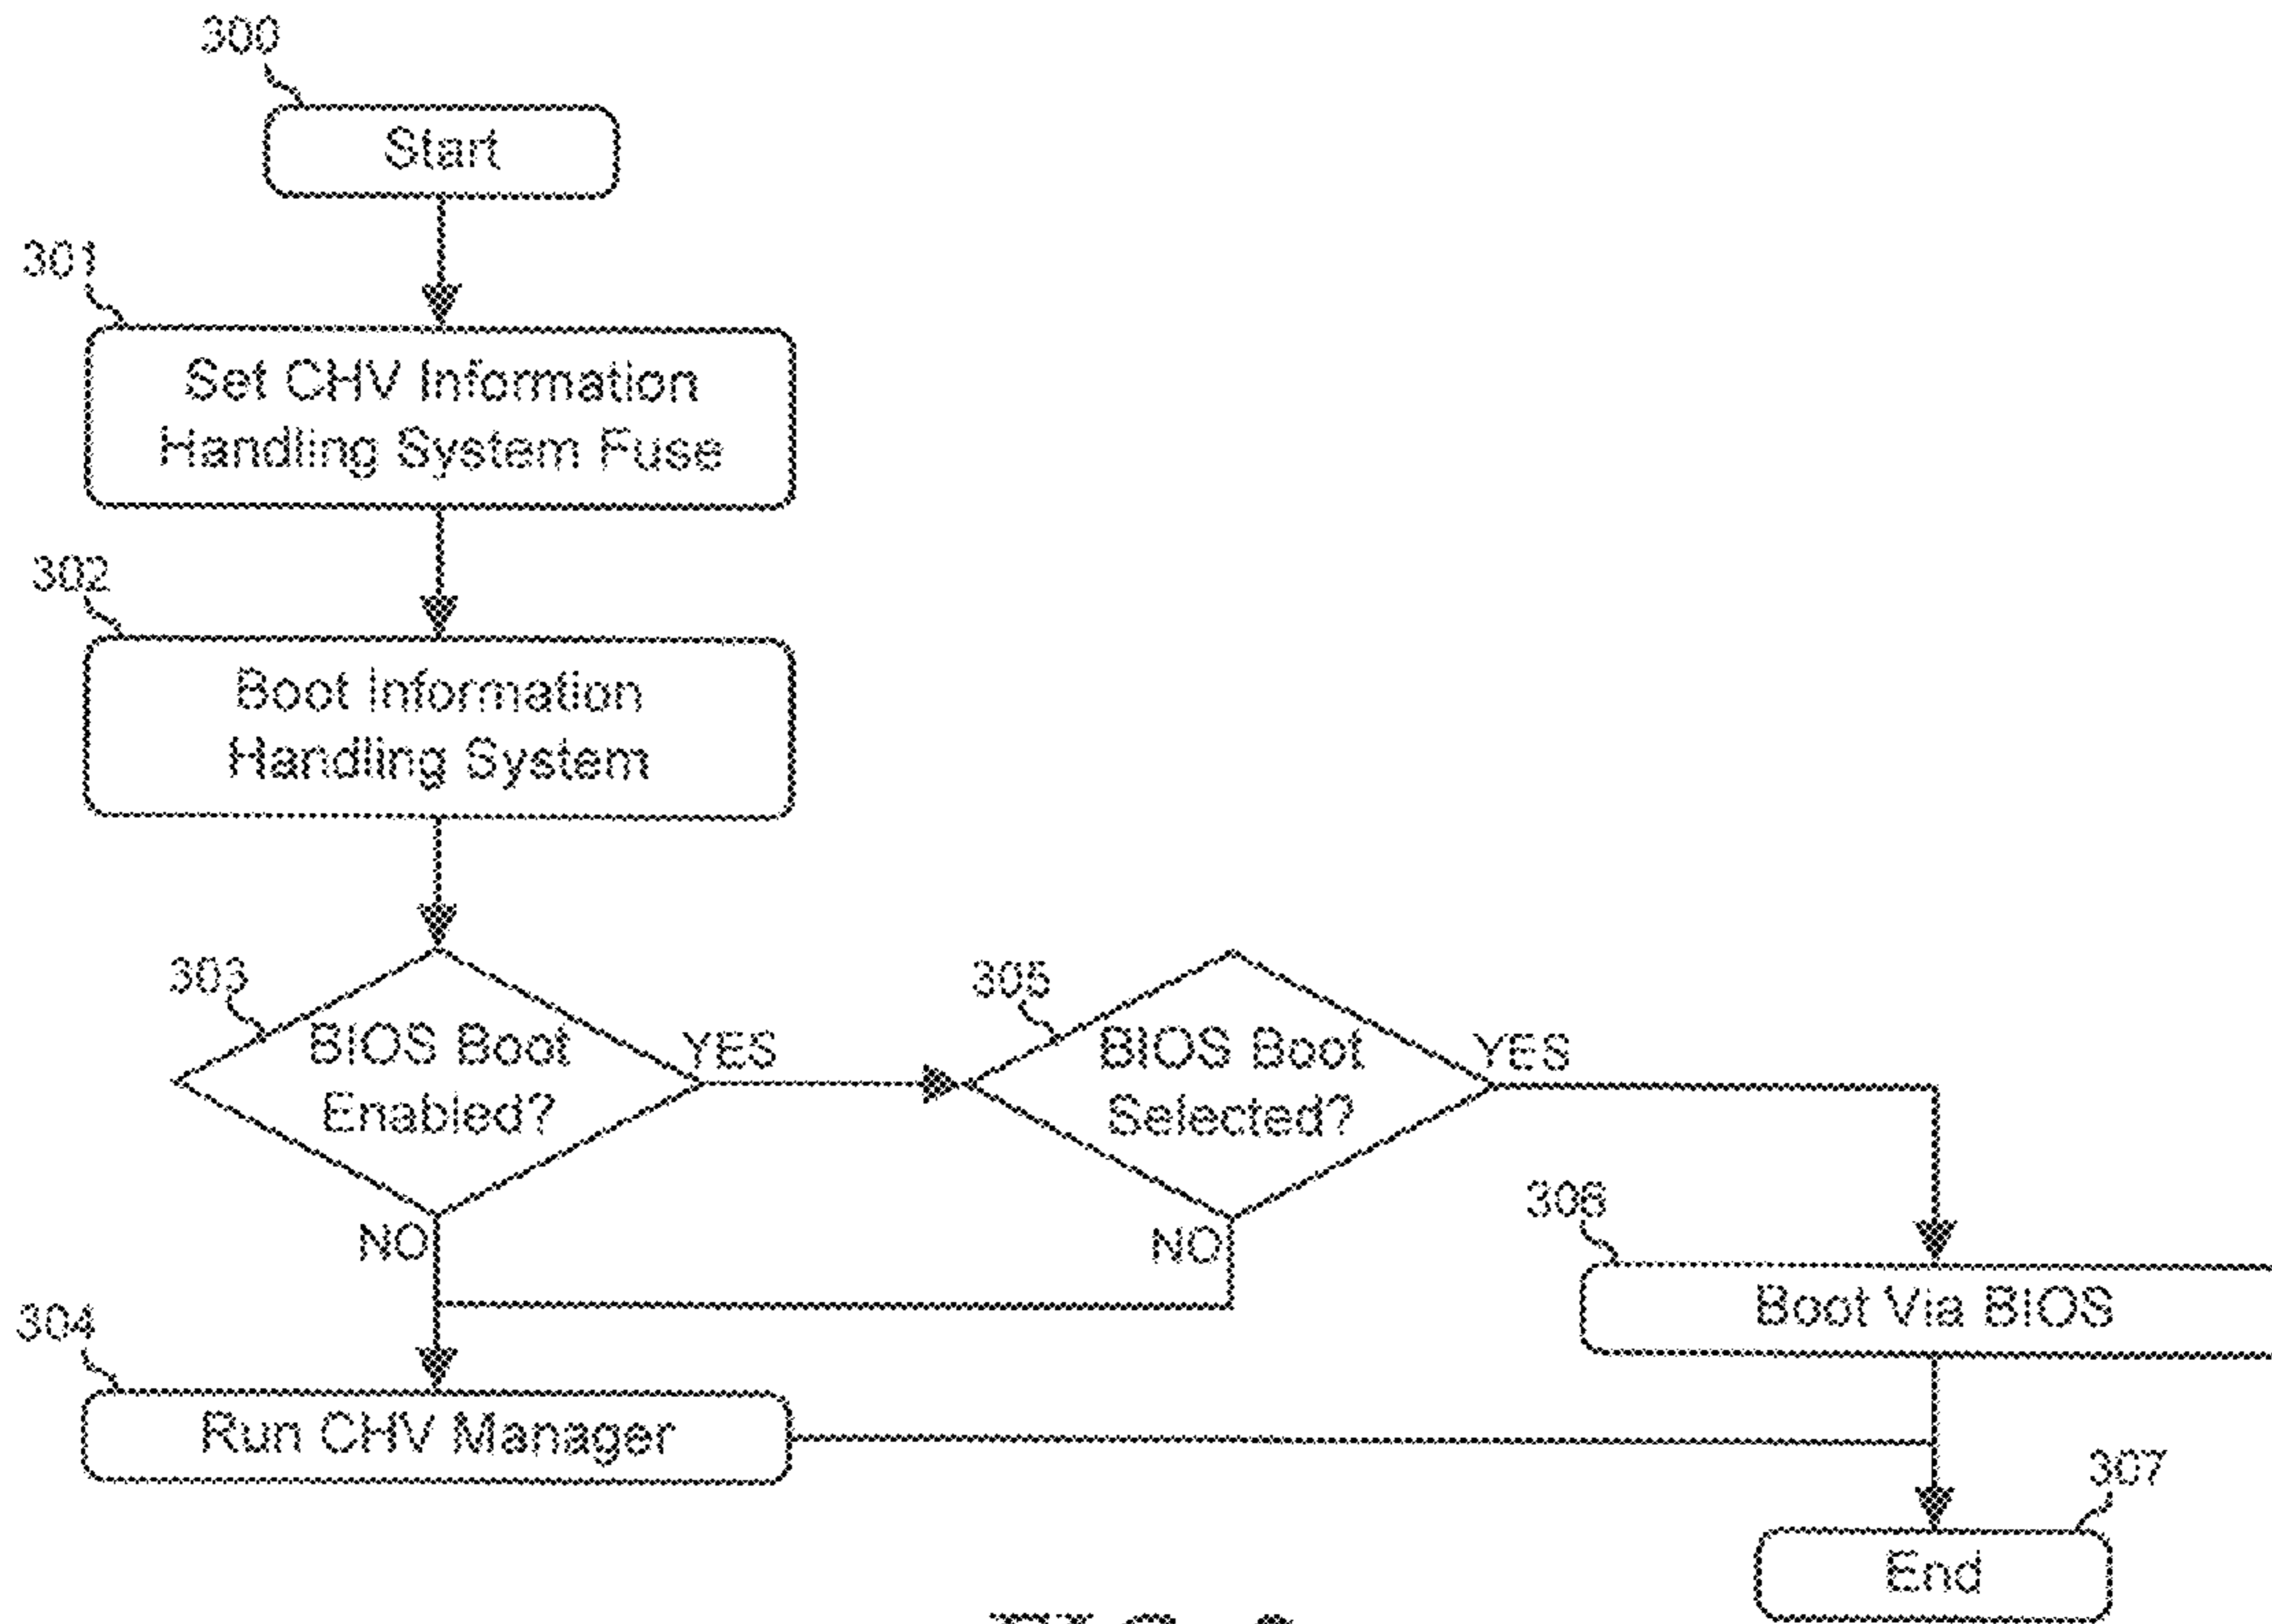 300
Start
301
Set CHV Information
Handling System Fuse
302
Boot Information
Handling System
303
BIOS Boot
Enabled?
YES
NO
305
BIOS Boot
Selected?
YES
NO
306
Boot Via BIOS
304
Run CHV Manager
307
End